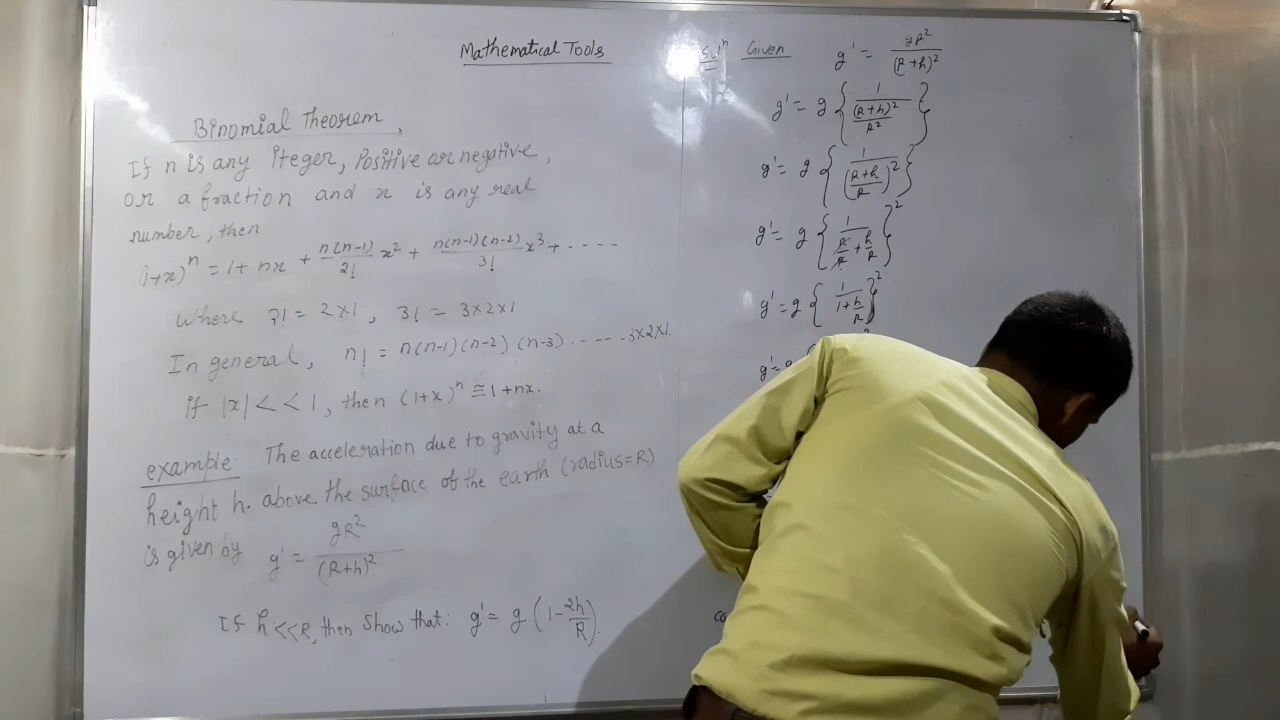 Mathematical Tools
Binomial Theorem,
If n is any iteger, Positive or negative,
or a fraction and x is any real
number, then
(1+x)^n = 1 + nx + n(n-1)/2! x² + n(n-1)(n-2)/3! x³ + ....
Where 2! = 2×1, 3! = 3×2×1
In general, n! = n(n-1)(n-2)(n-3) ..... 3×2×1.
if |x| << 1, then (1+x)^n ≅ 1+nx.
example: The acceleration due to gravity at a
height h. above the surface of the earth (radius=R)
is given by g' = gR²/(R+h)²
If h<<R, then Show that: g' = g (1-2h/R).
Solⁿ Given g' = gR²/(R+h)²
g' = g { 1/((R+h)²/R²) }
g' = g { 1/((R+h)/R)² }
g' = g { 1/(R/R + h/R) }²
g' = g { 1/(1+h/R) }²
g' = g